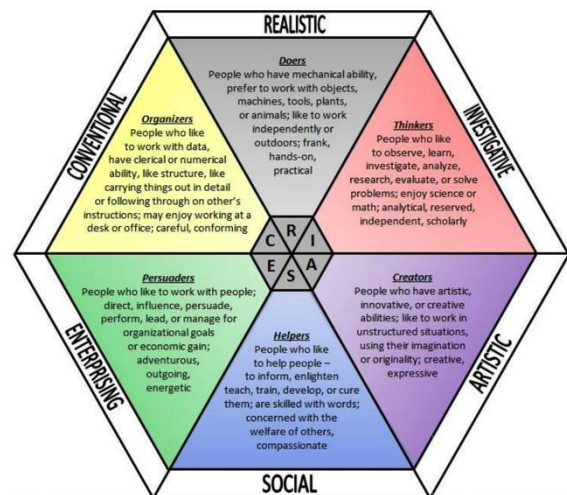 REALISTIC
Doers
People who have mechanical ability,
prefer to work with objects,
machines, tools, plants,
or animals; like to work
independently or
outdoors; frank,
hands-on,
practical
CONVENTIONAL
Organizers
People who like
to work with data,
have clerical or numerical
ability, like structure, like
carrying things out in detail
or following through on other's
instructions; may enjoy working at a
desk or office; careful, conforming
INVESTIGATIVE
Thinkers
People who like
to observe, learn,
investigate, analyze,
research, evaluate, or solve
problems; enjoy science or
math; analytical, reserved,
independent, scholarly
C R I
E S A
Persuaders
People who like to work with people;
direct, influence, persuade,
perform, lead, or manage for
organizational goals
or economic gain;
adventurous,
outgoing,
energetic
ENTERPRISING
Helpers
People who like
to help people –
to inform, enlighten
teach, train, develop, or cure
them; are skilled with words;
concerned with the
welfare of others,
compassionate
SOCIAL
Creators
People who have artistic,
innovative, or creative
abilities; like to work in
unstructured situations,
using their imagination
or originality; creative,
expressive
ARTISTIC